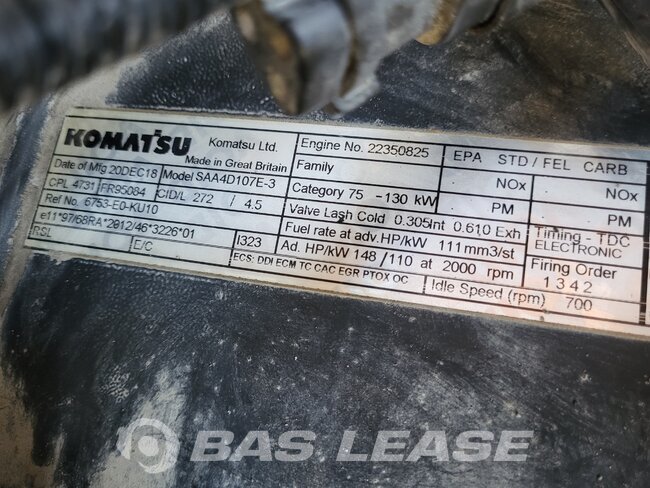 KOMATSU Komatsu Ltd.
Made in Great Britain
Date of Mfg 20DEC18 Model SAA4D107E-3
CPL 4731 FR95084 CID/L 272 / 4.5
Ref No. 6753-E0-KU10
e11*97/68RA*2012/46*3226*01
RSL E/C I323
Engine No. 22350825
Family
Category 75 -130 kW
Valve Lash Cold 0.305Int 0.610 Exh
Fuel rate at adv.HP/kW 111mm3/st
Ad. HP/kW 148 /110 at 2000 rpm
ECS: DDI ECM TC CAC EGR PTOX OC
Idle Speed (rpm) 700
EPA STD / FEL CARB
NOx NOx
PM PM
Timing - TDC
ELECTRONIC
Firing Order
1 3 4 2
BAS LEASE